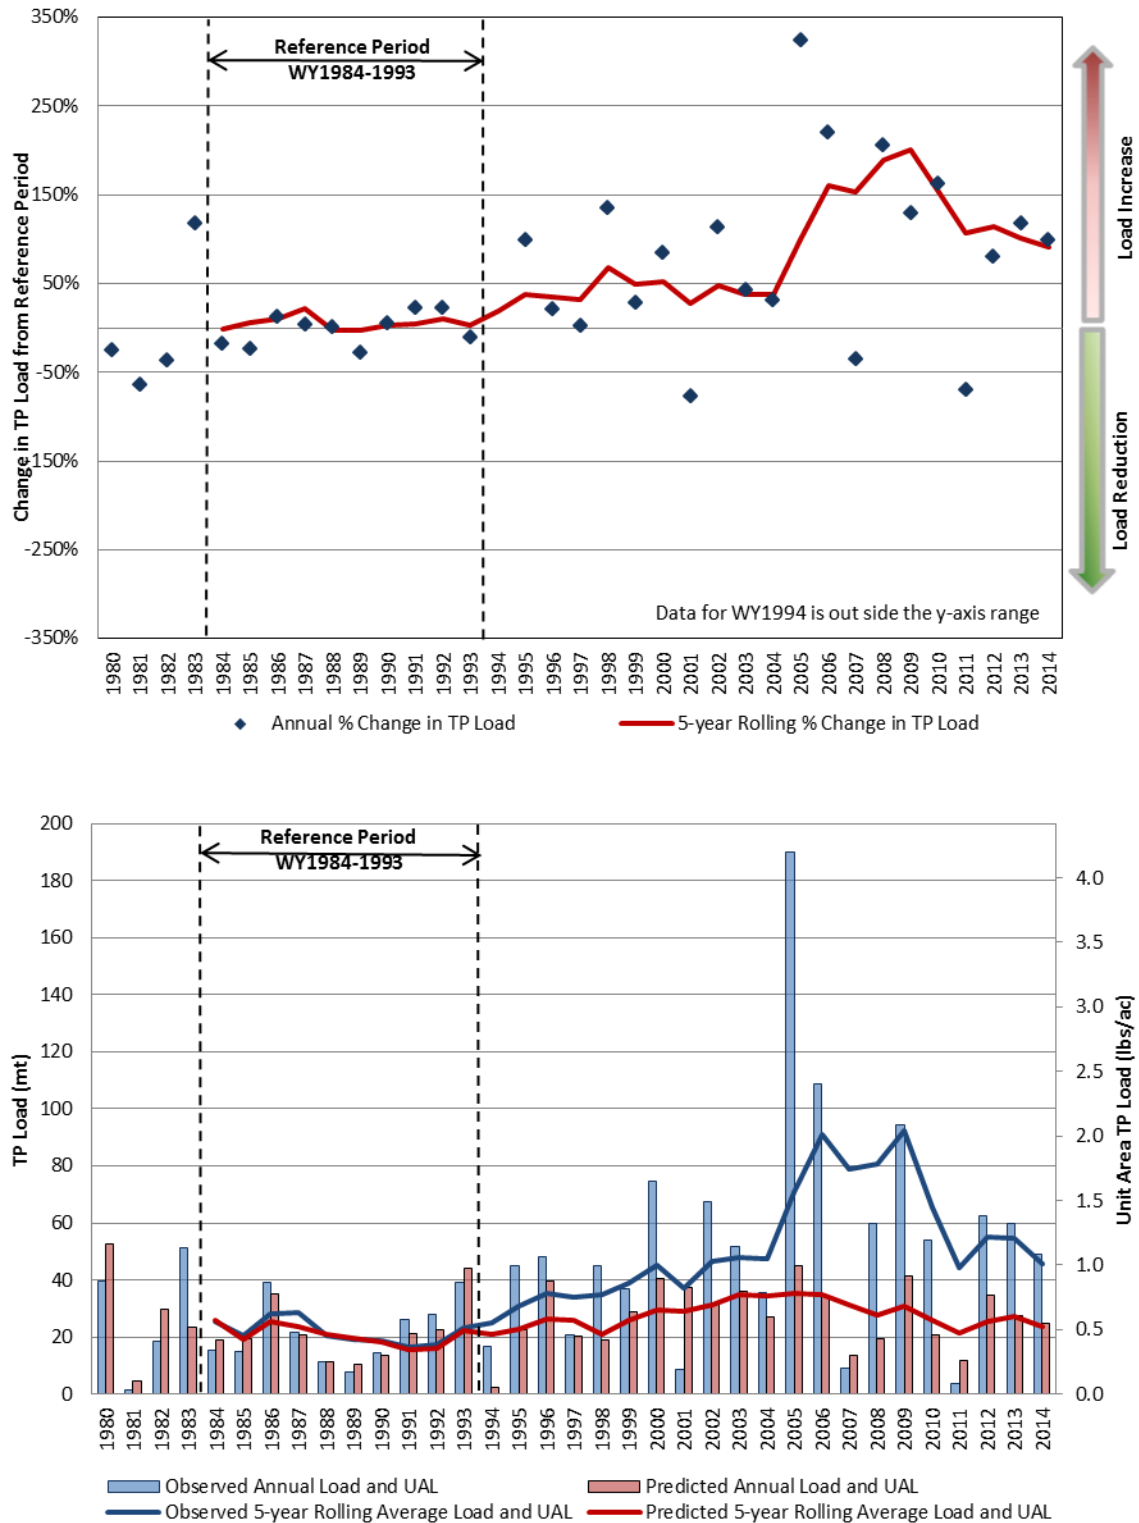 350%
250%
150%
50%
-50%
-150%
-250%
-350%
Change in TP Load from Reference Period
Reference Period
WY1984-1993
Load Increase
Load Reduction
Data for WY1994 is out side the y-axis range
1980 1981 1982 1983 1984 1985 1986 1987 1988 1989 1990 1991 1992 1993 1994 1995 1996 1997 1998 1999 2000 2001 2002 2003 2004 2005 2006 2007 2008 2009 2010 2011 2012 2013 2014
Annual % Change in TP Load 5-year Rolling % Change in TP Load
200
180
160
140
120
100
80
60
40
20
0
TP Load (mt)
Reference Period
WY1984-1993
4.0
3.5
3.0
2.5
2.0
1.5
1.0
0.5
0.0
Unit Area TP Load (lbs/ac)
1980 1981 1982 1983 1984 1985 1986 1987 1988 1989 1990 1991 1992 1993 1994 1995 1996 1997 1998 1999 2000 2001 2002 2003 2004 2005 2006 2007 2008 2009 2010 2011 2012 2013 2014
Observed Annual Load and UAL Predicted Annual Load and UAL
Observed 5-year Rolling Average Load and UAL Predicted 5-year Rolling Average Load and UAL